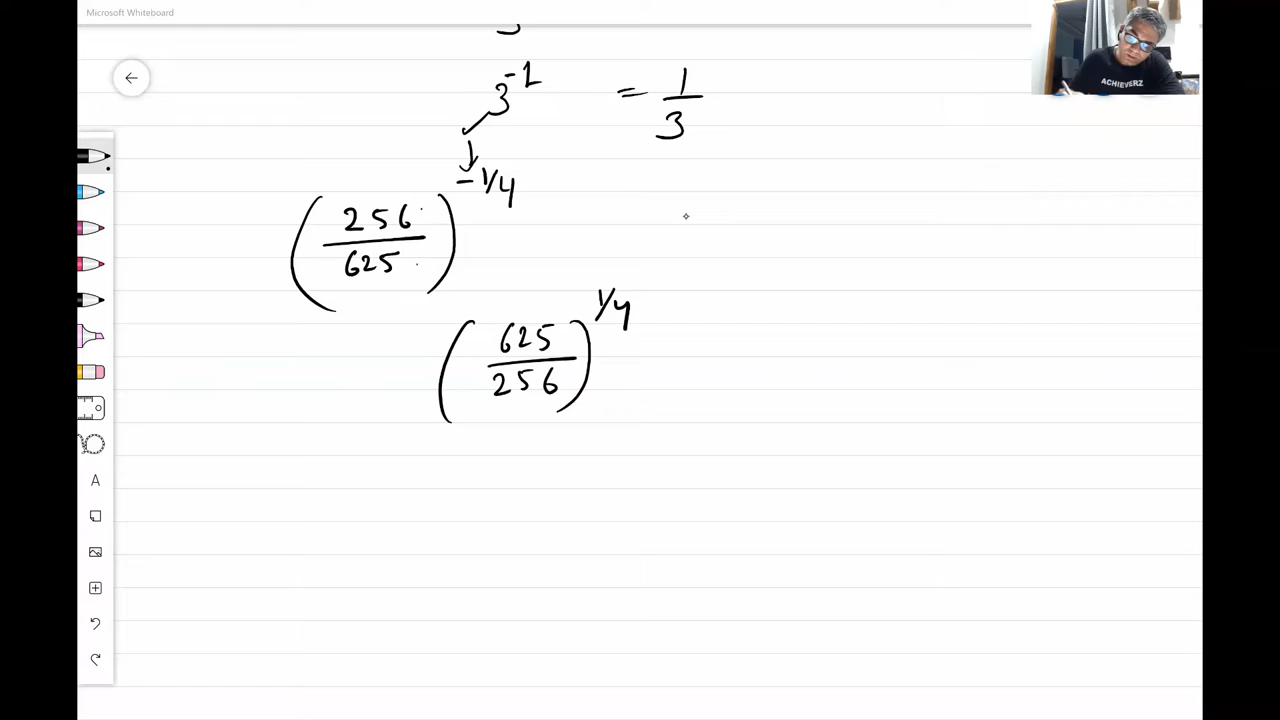 Microsoft Whiteboard
ACHIEVERZ
3^-1 = 1/3
(256/625)^-1/4
(625/256)^1/4
A